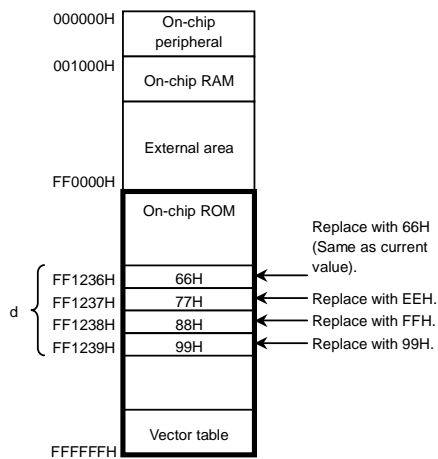 000000H
On-chip
peripheral
001000H
On-chip RAM
External area
FF0000H
On-chip ROM
Replace with 66H
(Same as current
value).
d
FF1236H 66H
FF1237H 77H Replace with EEH.
FF1238H 88H Replace with FFH.
FF1239H 99H Replace with 99H.
Vector table
FFFFFFH